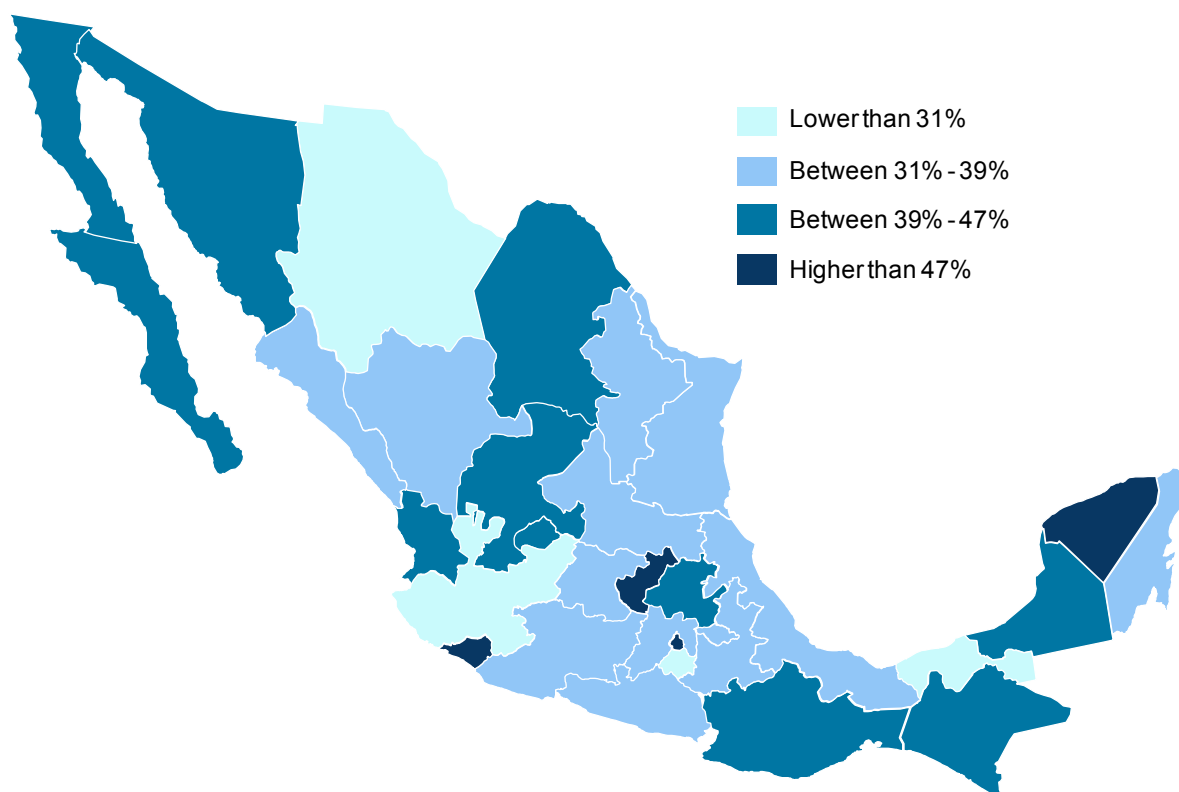 Lower than 31%
Between 31% - 39%
Between 39% - 47%
Higher than 47%